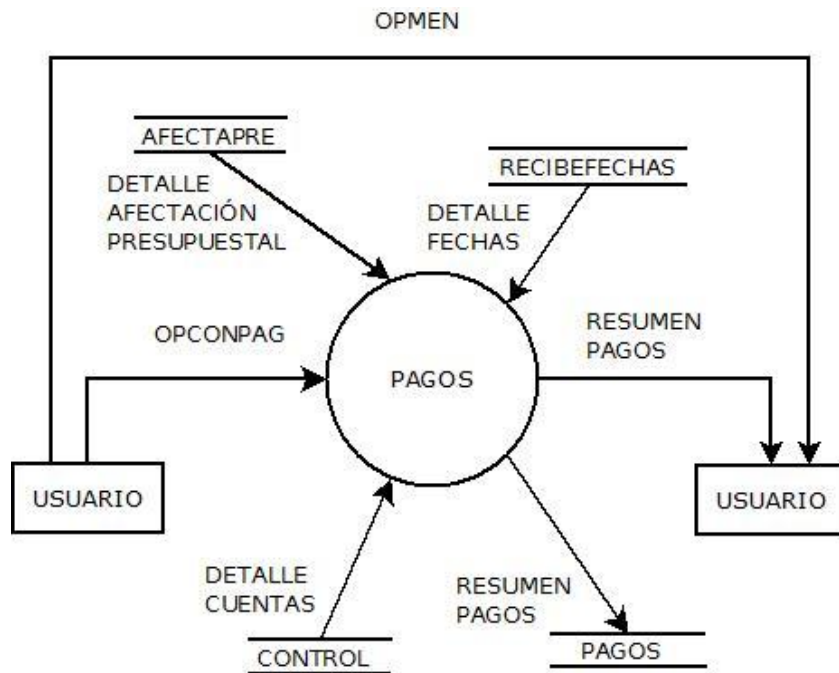 OPMEN
AFECTAPRE
RECIBEFECHAS
DETALLE
AFECTACIÓN
PRESUPUESTAL
DETALLE
FECHAS
OPCONPAG
RESUMEN
PAGOS
PAGOS
USUARIO
USUARIO
DETALLE
CUENTAS
RESUMEN
PAGOS
CONTROL
PAGOS